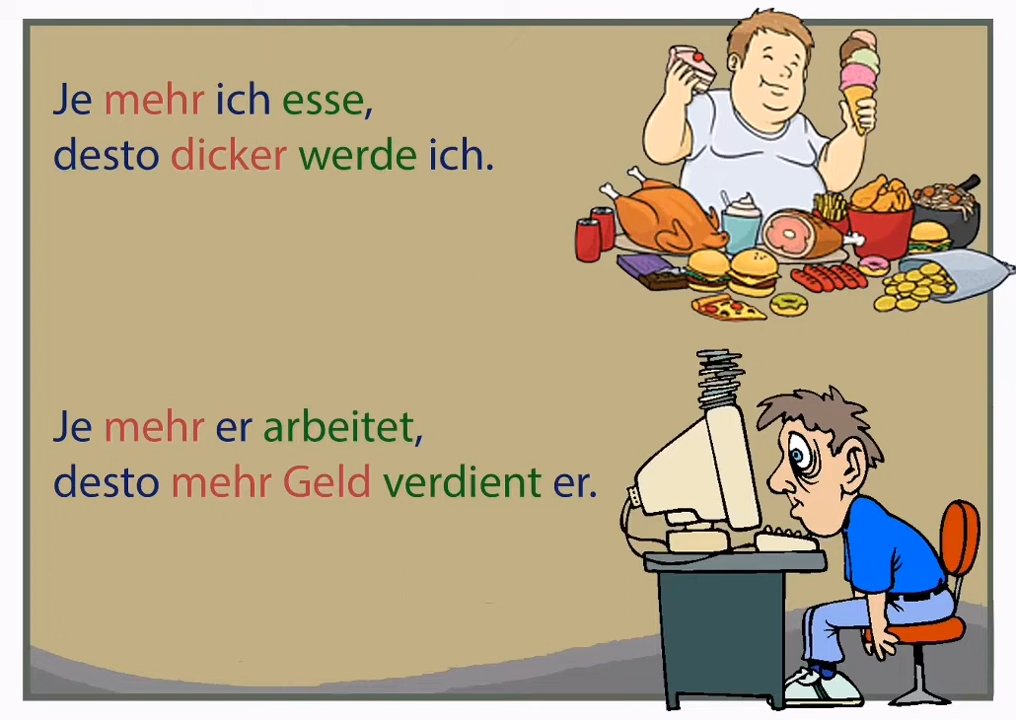 Je mehr ich esse,
desto dicker werde ich.
Je mehr er arbeitet,
desto mehr Geld verdient er.